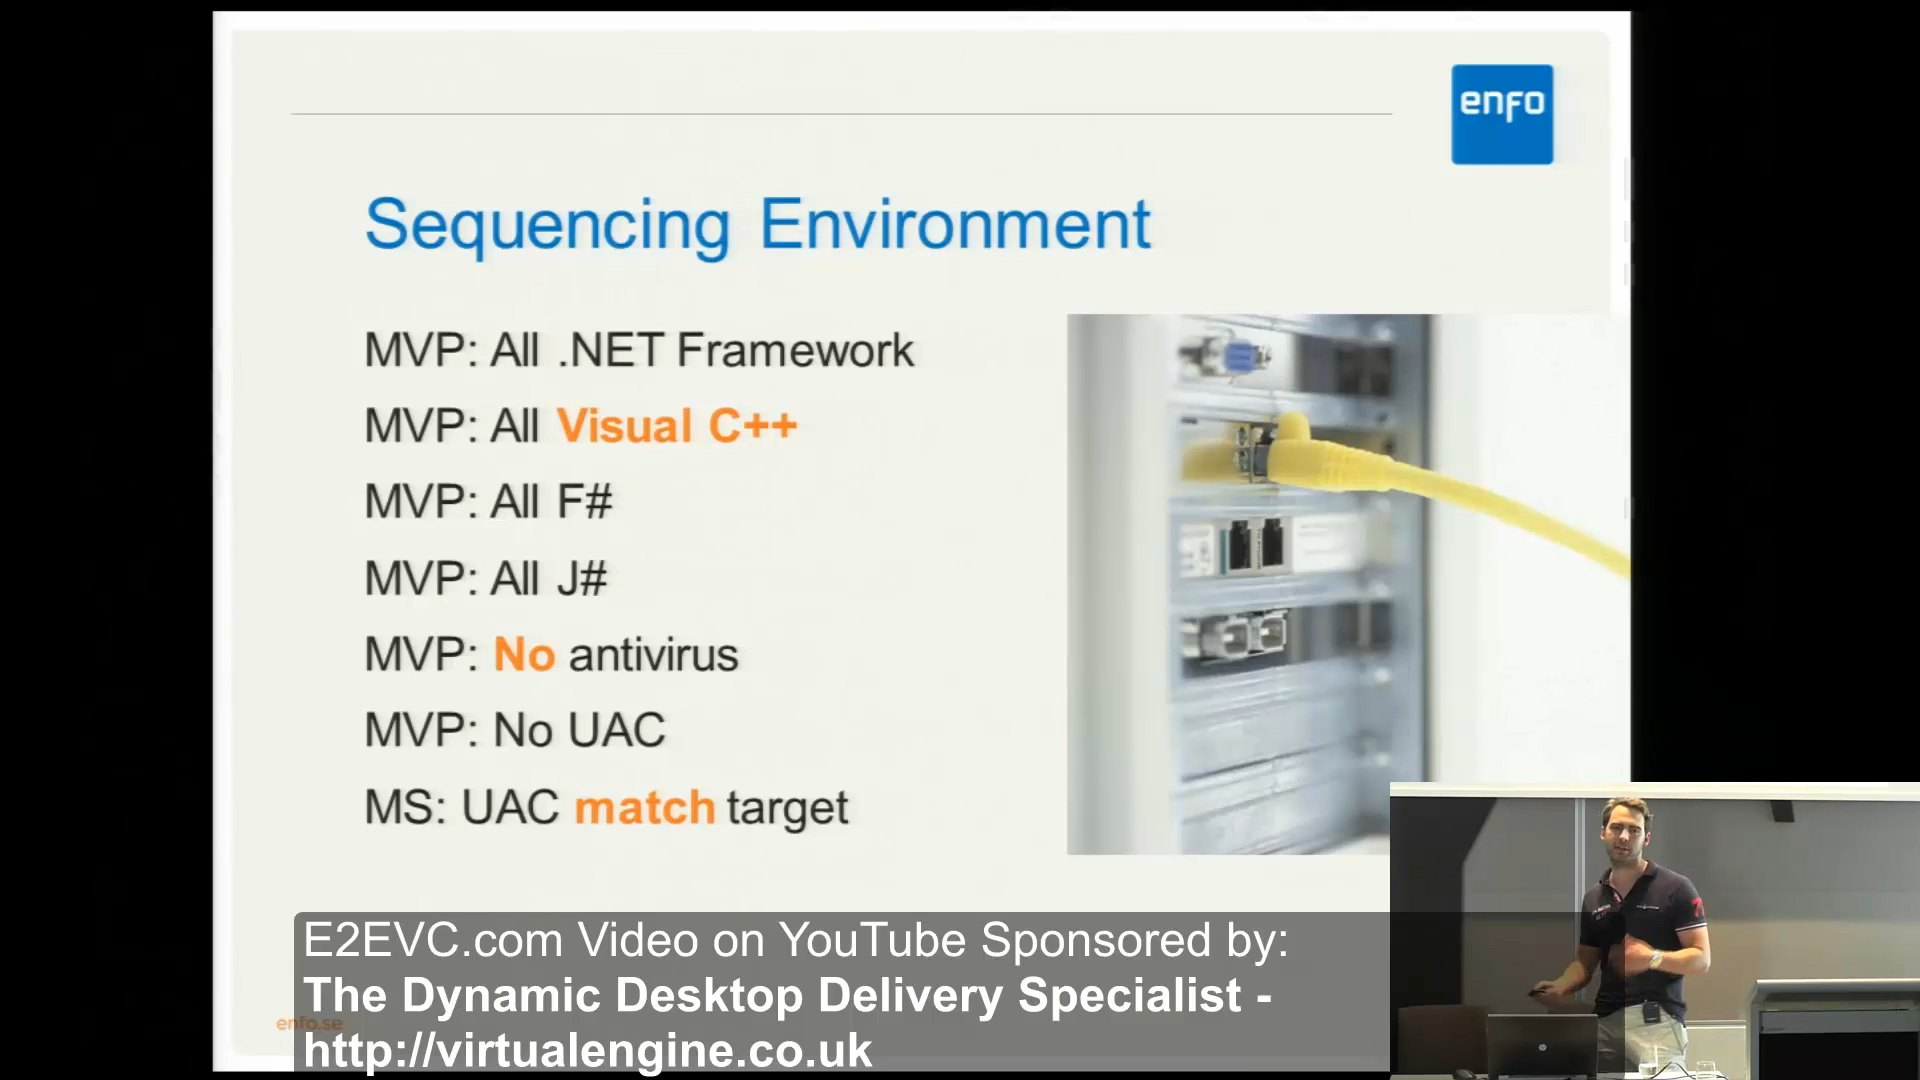 enfo
Sequencing Environment
MVP: All .NET Framework
MVP: All Visual C++
MVP: All F#
MVP: All J#
MVP: No antivirus
MVP: No UAC
MS: UAC match target
enfo.se
E2EVC.com Video on YouTube Sponsored by:
The Dynamic Desktop Delivery Specialist -
http://virtualengine.co.uk